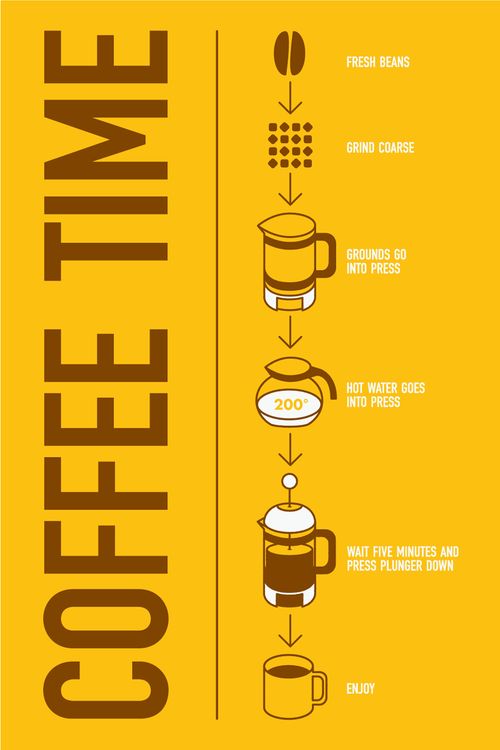 COFFEE TIME
FRESH BEANS
GRIND COARSE
GROUNDS GO
INTO PRESS
HOT WATER GOES
INTO PRESS
200°
WAIT FIVE MINUTES AND
PRESS PLUNGER DOWN
ENJOY